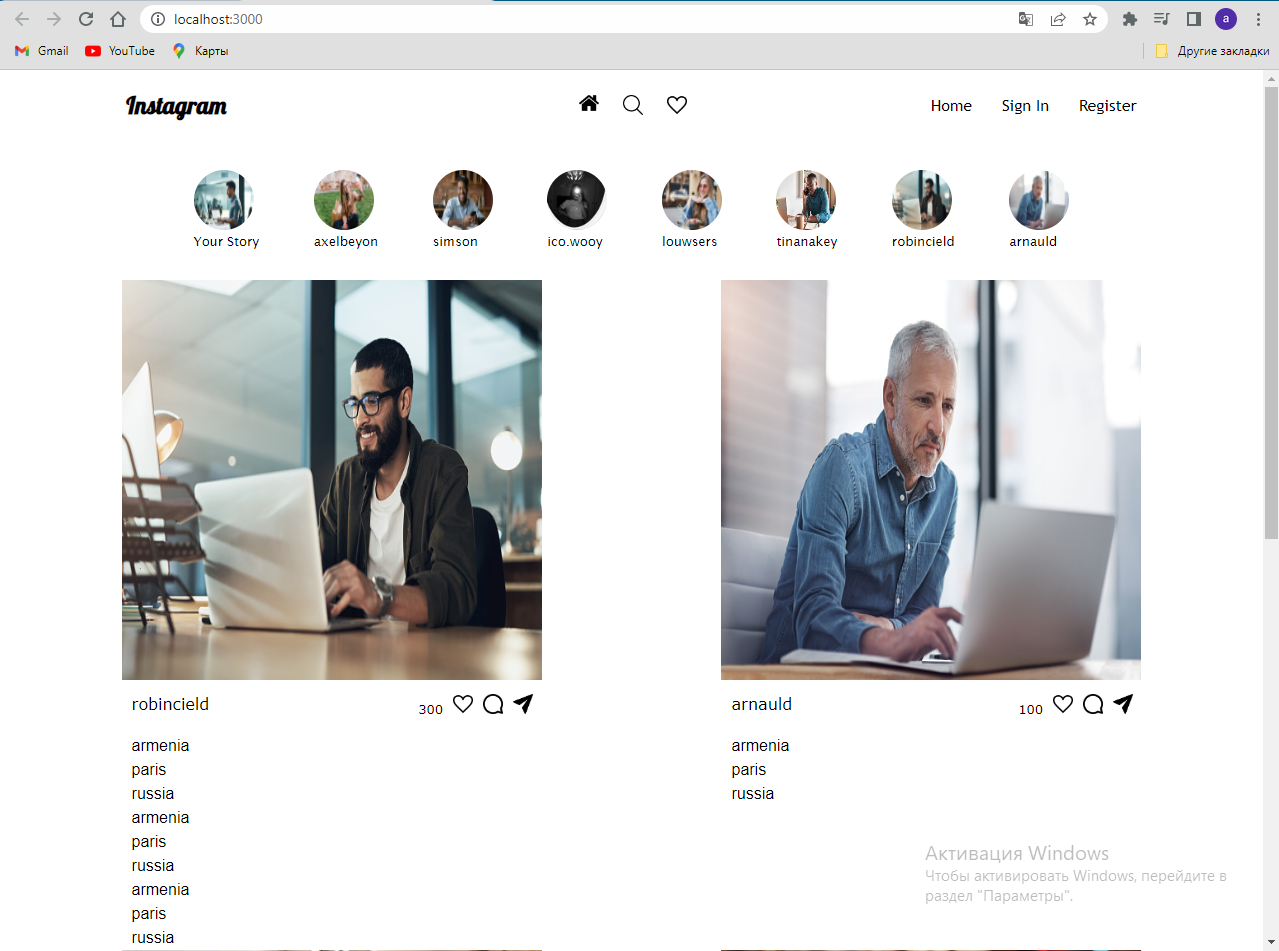 localhost:3000
a
Gmail YouTube Карты Другие закладки
Instagram Home Sign In Register
Your Story axelbeyon simson ico.wooy louwsers tinanakey robincield arnauld
robincield 300
armenia
paris
russia
armenia
paris
russia
armenia
paris
russia
arnauld 100
armenia
paris
russia
Активация Windows
Чтобы активировать Windows, перейдите в
раздел "Параметры".